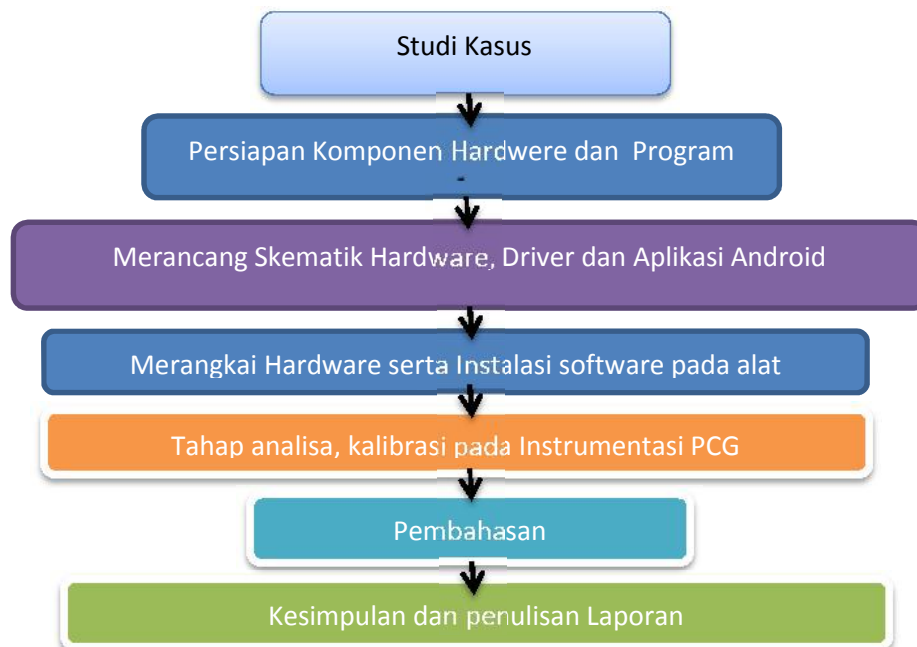 Studi Kasus
Persiapan Komponen Hardwere dan Program
-
Merancang Skematik Hardware, Driver dan Aplikasi Android
Merangkai Hardware serta Instalasi software pada alat
Tahap analisa, kalibrasi pada Instrumentasi PCG
Pembahasan
Kesimpulan dan penulisan Laporan